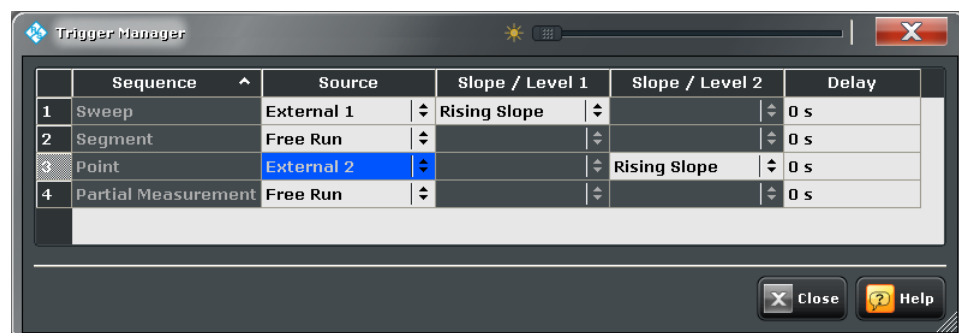 Trigger Manager
Sequence Source Slope / Level 1 Slope / Level 2 Delay
1 Sweep External 1 Rising Slope 0 s
2 Segment Free Run 0 s
3 Point External 2 Rising Slope 0 s
4 Partial Measurement Free Run 0 s
X Close ? Help